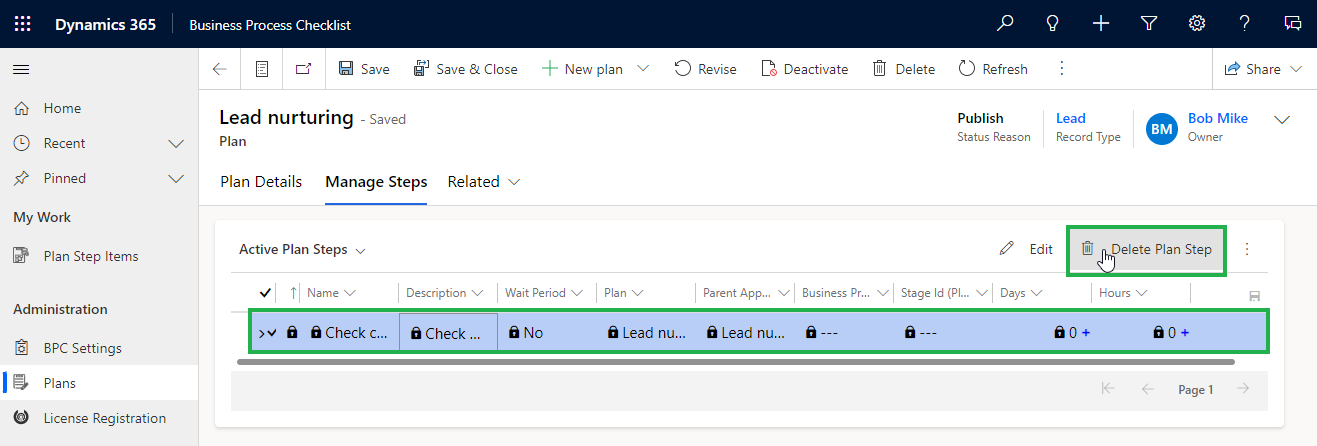 Dynamics 365 Business Process Checklist
Save Save & Close New plan Revise Deactivate Delete Refresh Share
Home
Recent
Pinned
My Work
Plan Step Items
Administration
BPC Settings
Plans
License Registration
Lead nurturing - Saved
Plan
Publish
Status Reason
Lead
Record Type
BM
Bob Mike
Owner
Plan Details Manage Steps Related
Active Plan Steps Edit Delete Plan Step
Name Description Wait Period Plan Parent App... Business Pr... Stage Id (Pl... Days Hours
Check c... Check ... No Lead nu... Lead nu... --- --- 0 + 0 +
Page 1